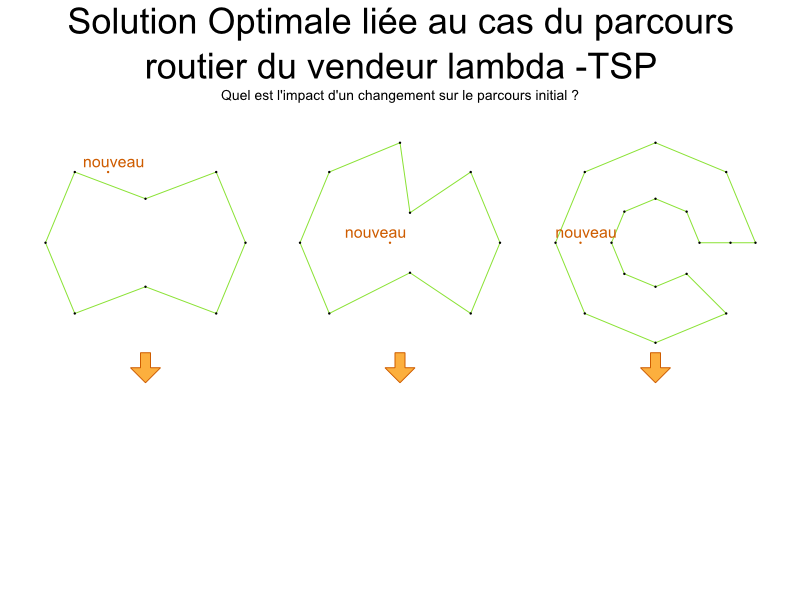 Solution Optimale liée au cas du parcours
routier du vendeur lambda -TSP
Quel est l'impact d'un changement sur le parcours initial ?
nouveau
nouveau
nouveau